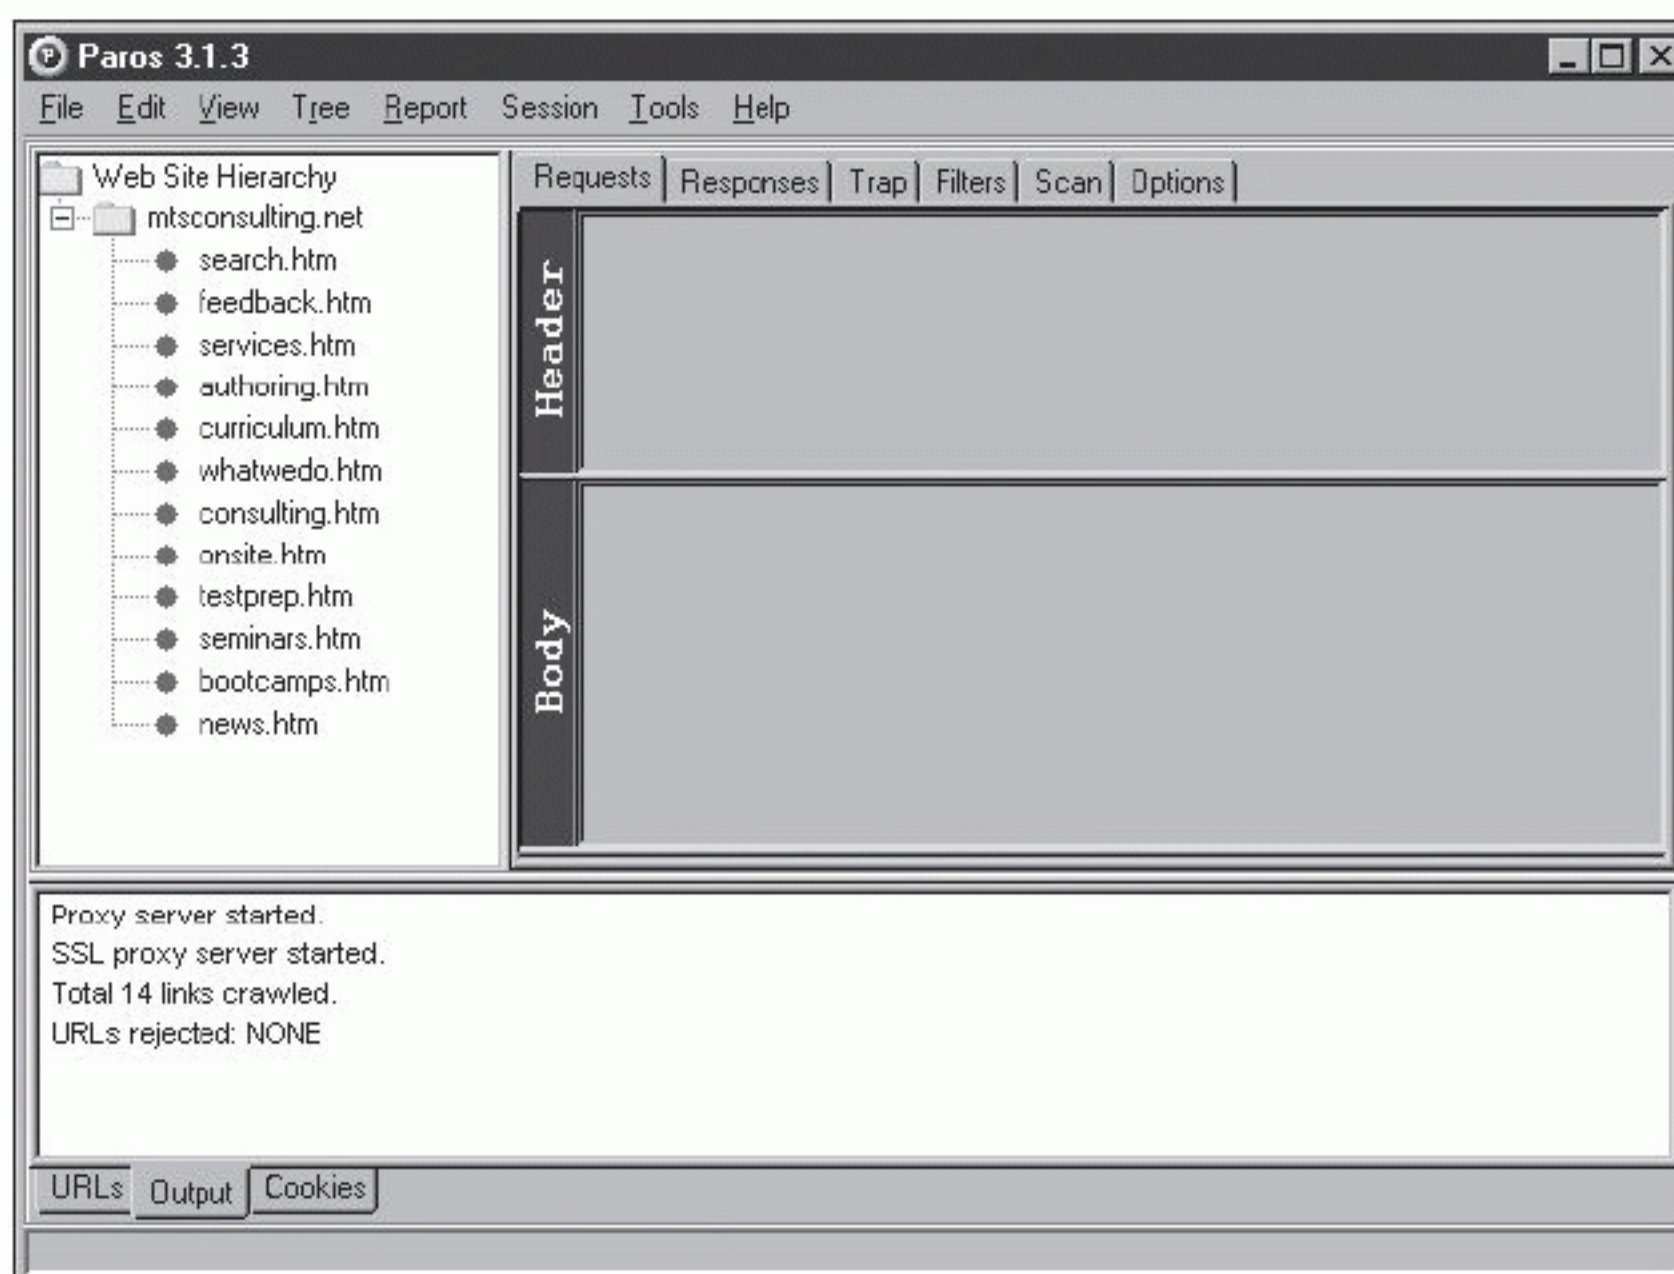 Paros 3.1.3
File Edit View Tree Report Session Tools Help
Web Site Hierarchy
mtsconsulting.net
search.htm
feedback.htm
services.htm
authoring.htm
curriculum.htm
whatwedo.htm
consulting.htm
onsite.htm
testprep.htm
seminars.htm
bootcamps.htm
news.htm
Requests Responses Trap Filters Scan Options
Header
Body
Proxy server started.
SSL proxy server started.
Total 14 links crawled.
URLs rejected: NONE
URLs Output Cookies